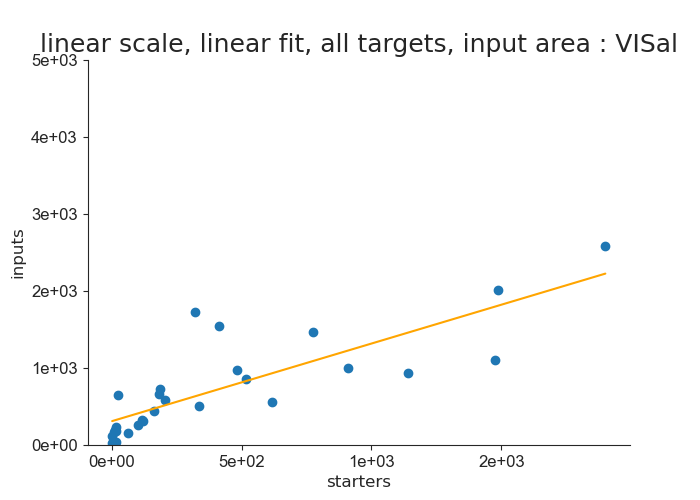 linear scale, linear fit, all targets, input area : VISal
5e+03
4e+03
3e+03
2e+03
1e+03
0e+00
inputs
0e+00 5e+02 1e+03 2e+03
starters